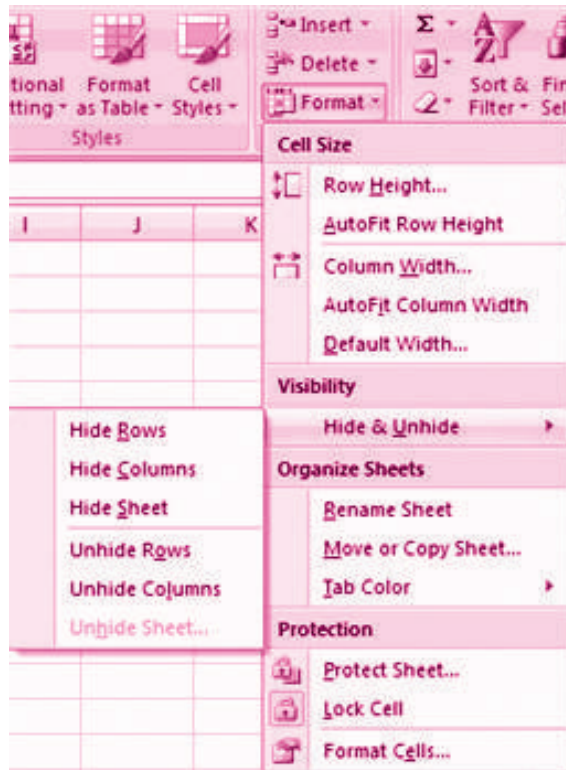 Insert
Delete
Format
Format as Table
Cell Styles
Styles
Σ
A
Z
Sort & Filter
I J K
Cell Size
Row Height...
AutoFit Row Height
Column Width...
AutoFit Column Width
Default Width...
Visibility
Hide & Unhide
Hide Rows
Hide Columns
Hide Sheet
Unhide Rows
Unhide Columns
Unhide Sheet...
Organize Sheets
Rename Sheet
Move or Copy Sheet...
Tab Color
Protection
Protect Sheet...
Lock Cell
Format Cells...